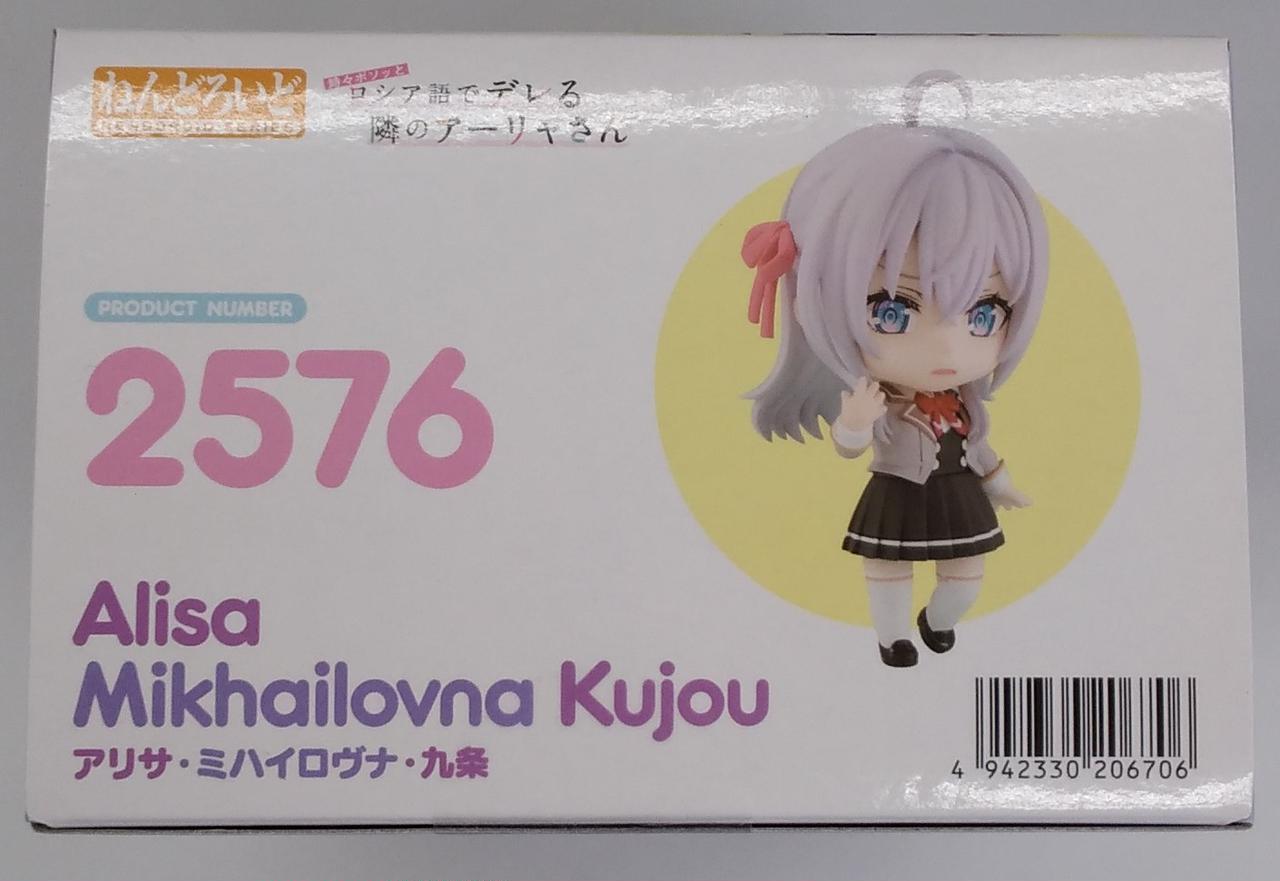 ねんどろいど
NENDOROID SERIES
時々ボソッと
ロシア語でデレる
隣のアーリャさん
PRODUCT NUMBER
2576
Alisa
Mikhailovna Kujou
アリサ・ミハイロヴナ・九条
4 942330 206706